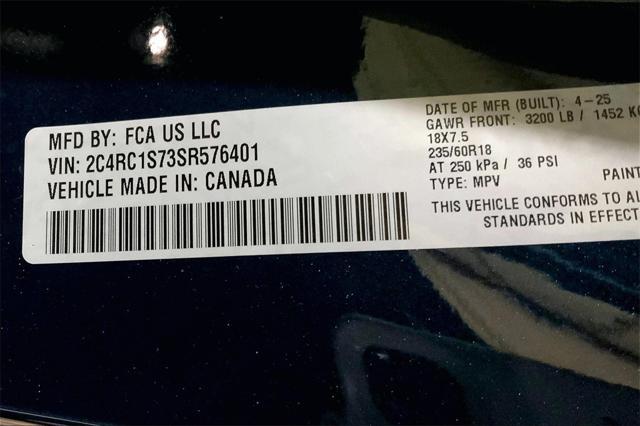 MFD BY: FCA US LLC
VIN: 2C4RC1S73SR576401
VEHICLE MADE IN: CANADA
DATE OF MFR (BUILT): 4-25
GAWR FRONT: 3200 LB / 1452 KG
18X7.5
235/60R18
AT 250 kPa / 36 PSI
TYPE: MPV
PAINT
THIS VEHICLE CONFORMS TO AL
STANDARDS IN EFFECT